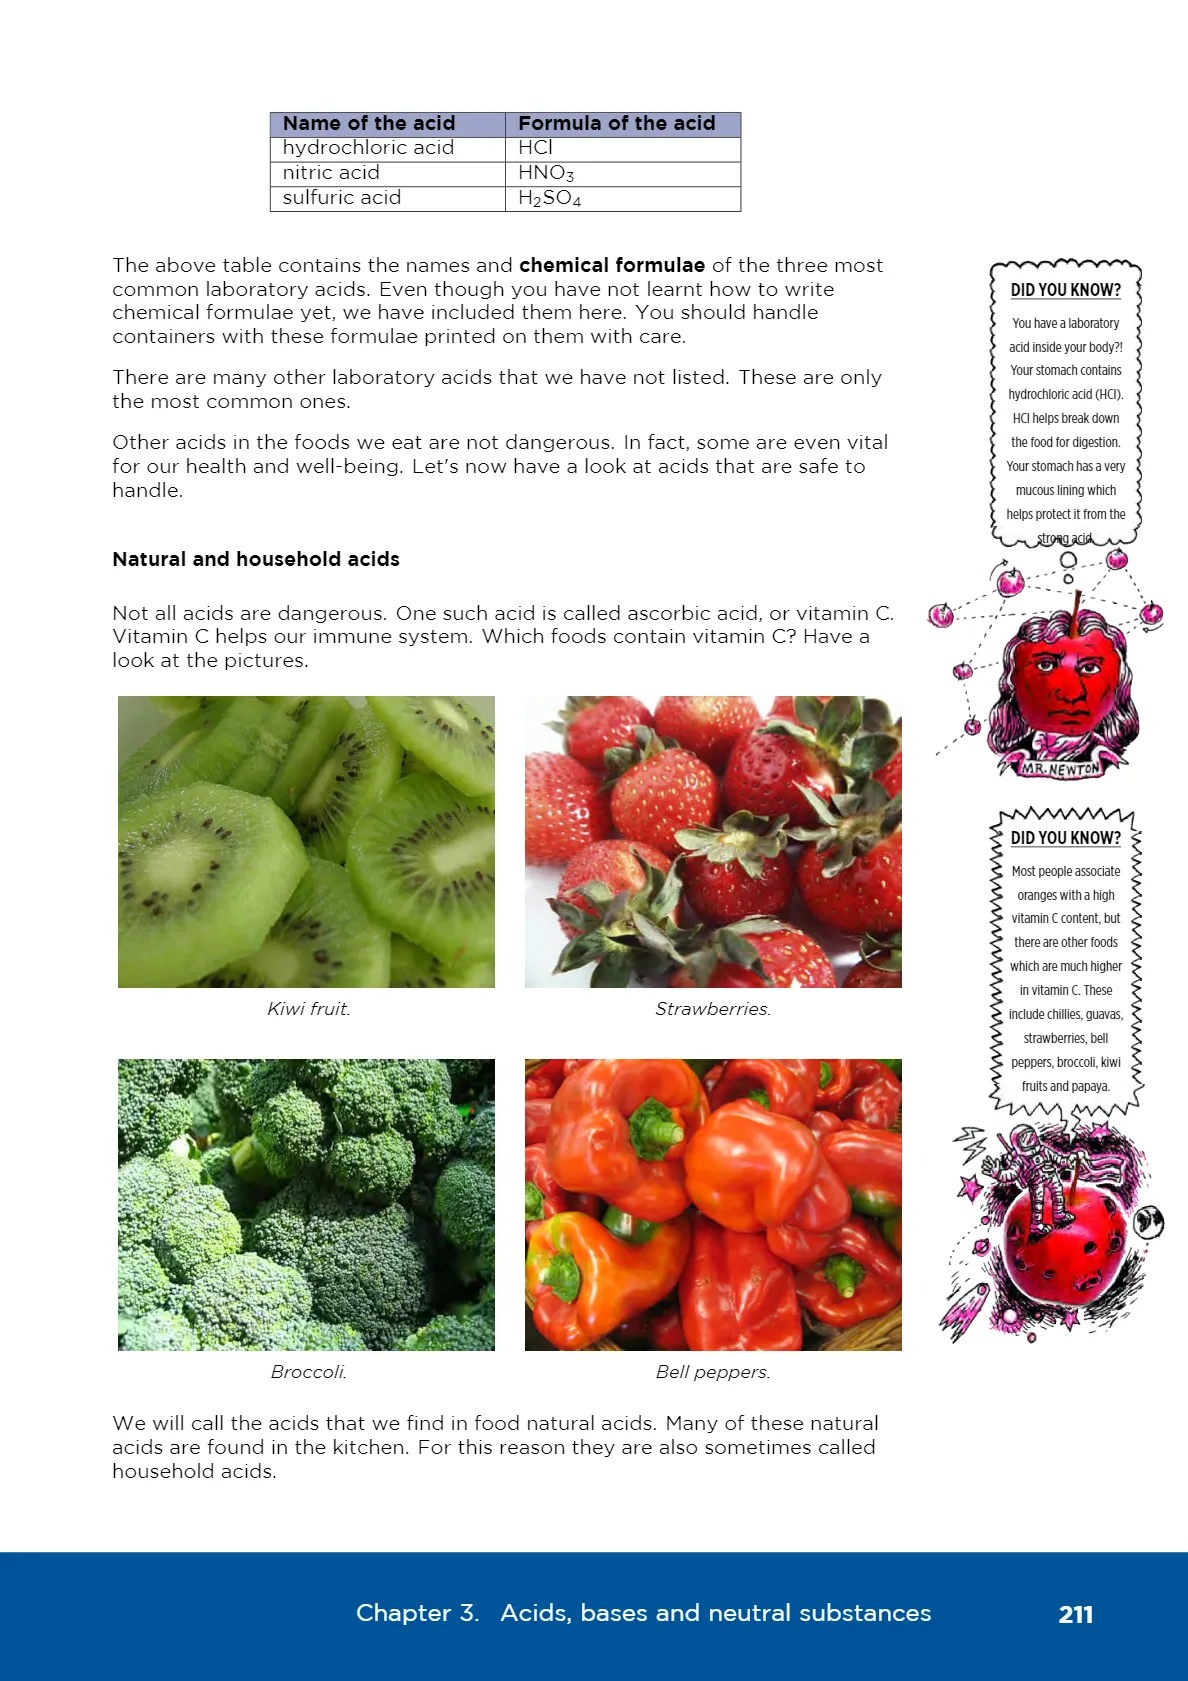 Name of the acid Formula of the acid
hydrochloric acid HCl
nitric acid HNO₃
sulfuric acid H₂SO₄
The above table contains the names and chemical formulae of the three most
common laboratory acids. Even though you have not learnt how to write
chemical formulae yet, we have included them here. You should handle
containers with these formulae printed on them with care.
There are many other laboratory acids that we have not listed. These are only
the most common ones.
Other acids in the foods we eat are not dangerous. In fact, some are even vital
for our health and well-being. Let's now have a look at acids that are safe to
handle.
Natural and household acids
Not all acids are dangerous. One such acid is called ascorbic acid, or vitamin C.
Vitamin C helps our immune system. Which foods contain vitamin C? Have a
look at the pictures.
Kiwi fruit.
Strawberries.
Broccoli.
Bell peppers.
We will call the acids that we find in food natural acids. Many of these natural
acids are found in the kitchen. For this reason they are also sometimes called
household acids.
DID YOU KNOW?
You have a laboratory
acid inside your body?!
Your stomach contains
hydrochloric acid (HCl).
HCl helps break down
the food for digestion.
Your stomach has a very
mucous lining which
helps protect it from the
strong acid.
MR. NEWTON
DID YOU KNOW?
Most people associate
oranges with a high
vitamin C content, but
there are other foods
which are much higher
in vitamin C. These
include chillies, guavas,
strawberries, bell
peppers, broccoli, kiwi
fruits and papaya.
Chapter 3. Acids, bases and neutral substances 211